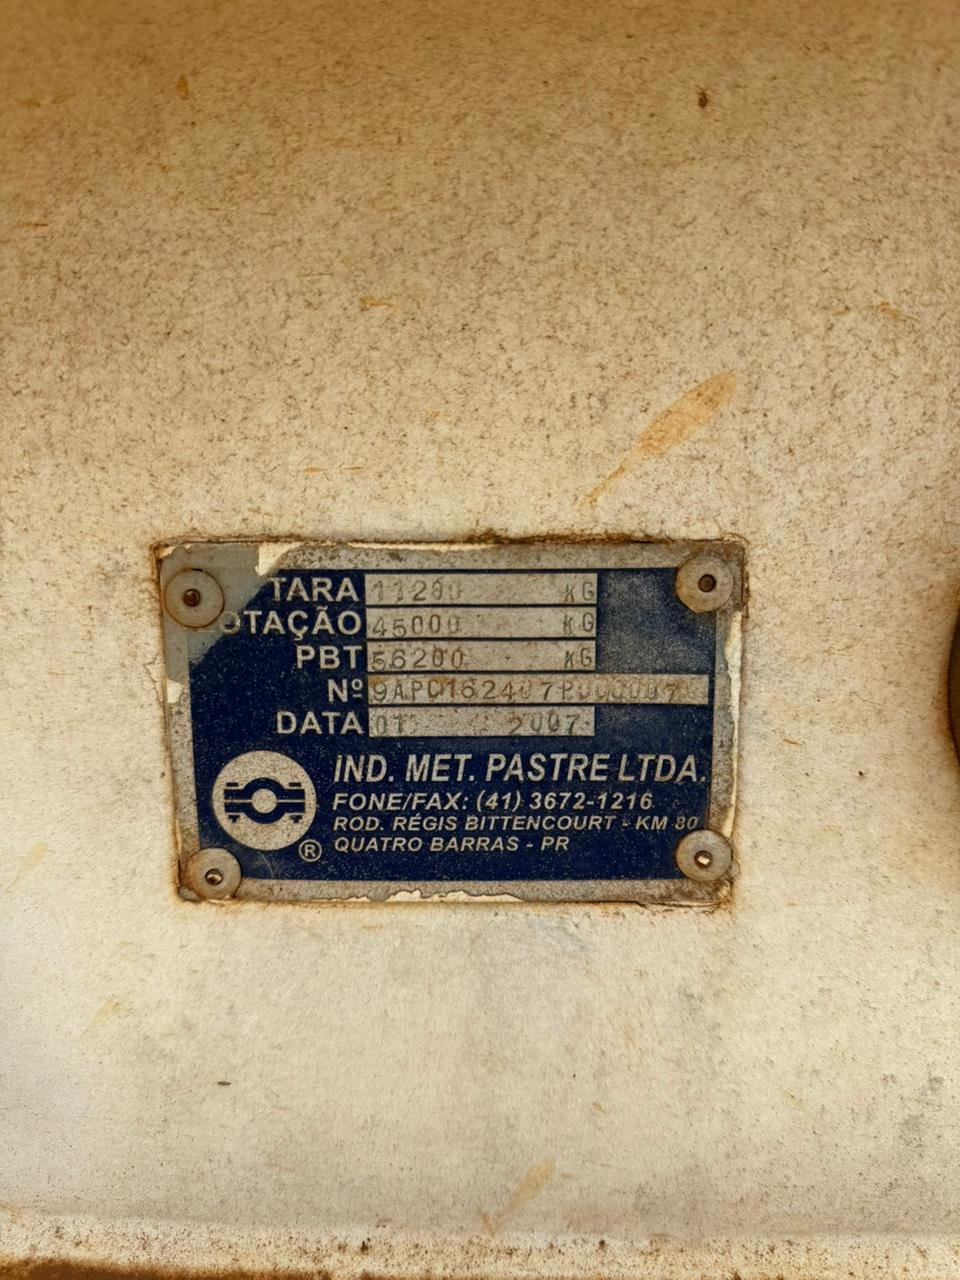 TARA 11200 KG
LOTAÇÃO 45000 KG
PBT 56200 KG
Nº
DATA 01 2007
IND. MET. PASTRE LTDA.
FONE/FAX: (41) 3672-1216
ROD. RÉGIS BITTENCOURT - KM 80
® QUATRO BARRAS - PR